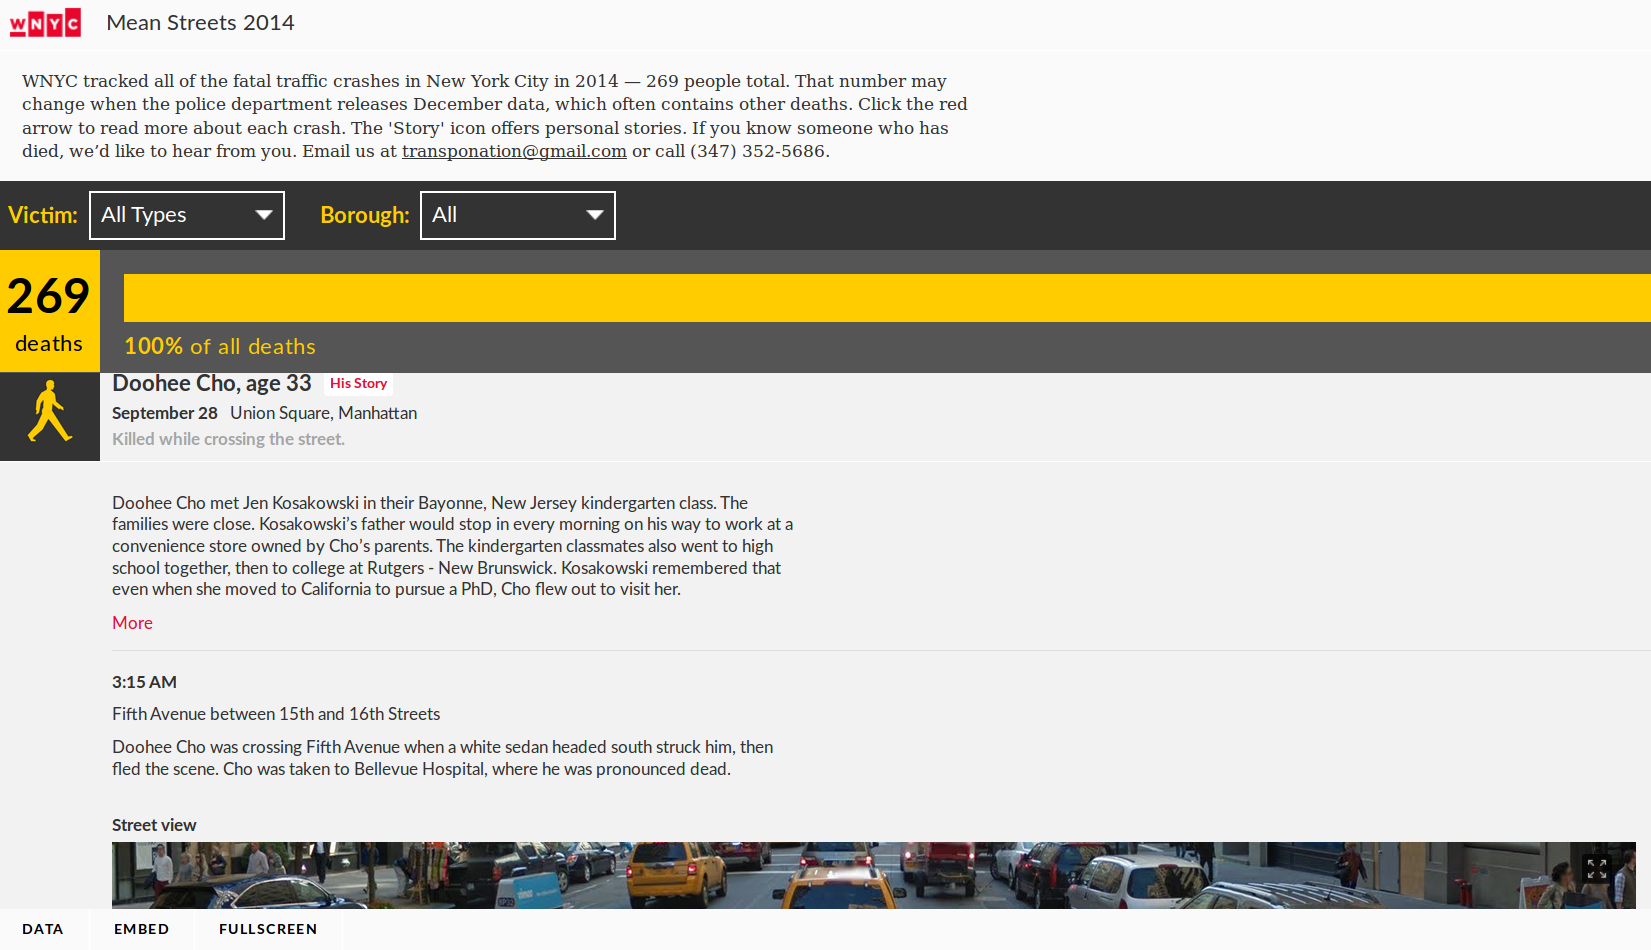 WNYC
Mean Streets 2014
WNYC tracked all of the fatal traffic crashes in New York City in 2014 — 269 people total. That number may
change when the police department releases December data, which often contains other deaths. Click the red
arrow to read more about each crash. The 'Story' icon offers personal stories. If you know someone who has
died, we’d like to hear from you. Email us at transponation@gmail.com or call (347) 352-5686.
Victim: All Types Borough: All
269
deaths
100% of all deaths
Doohee Cho, age 33 His Story
September 28 Union Square, Manhattan
Killed while crossing the street.
Doohee Cho met Jen Kosakowski in their Bayonne, New Jersey kindergarten class. The
families were close. Kosakowski’s father would stop in every morning on his way to work at a
convenience store owned by Cho’s parents. The kindergarten classmates also went to high
school together, then to college at Rutgers - New Brunswick. Kosakowski remembered that
even when she moved to California to pursue a PhD, Cho flew out to visit her.
More
3:15 AM
Fifth Avenue between 15th and 16th Streets
Doohee Cho was crossing Fifth Avenue when a white sedan headed south struck him, then
fled the scene. Cho was taken to Bellevue Hospital, where he was pronounced dead.
Street view
DATA EMBED FULLSCREEN